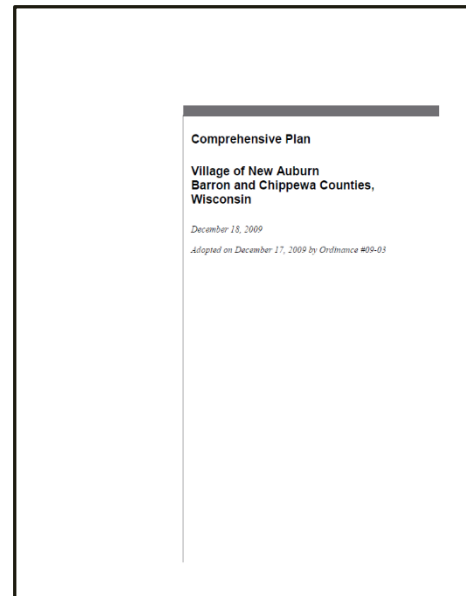 Comprehensive Plan
Village of New Auburn
Barron and Chippewa Counties,
Wisconsin
December 18, 2009
Adopted on December 17, 2009 by Ordinance #09-03